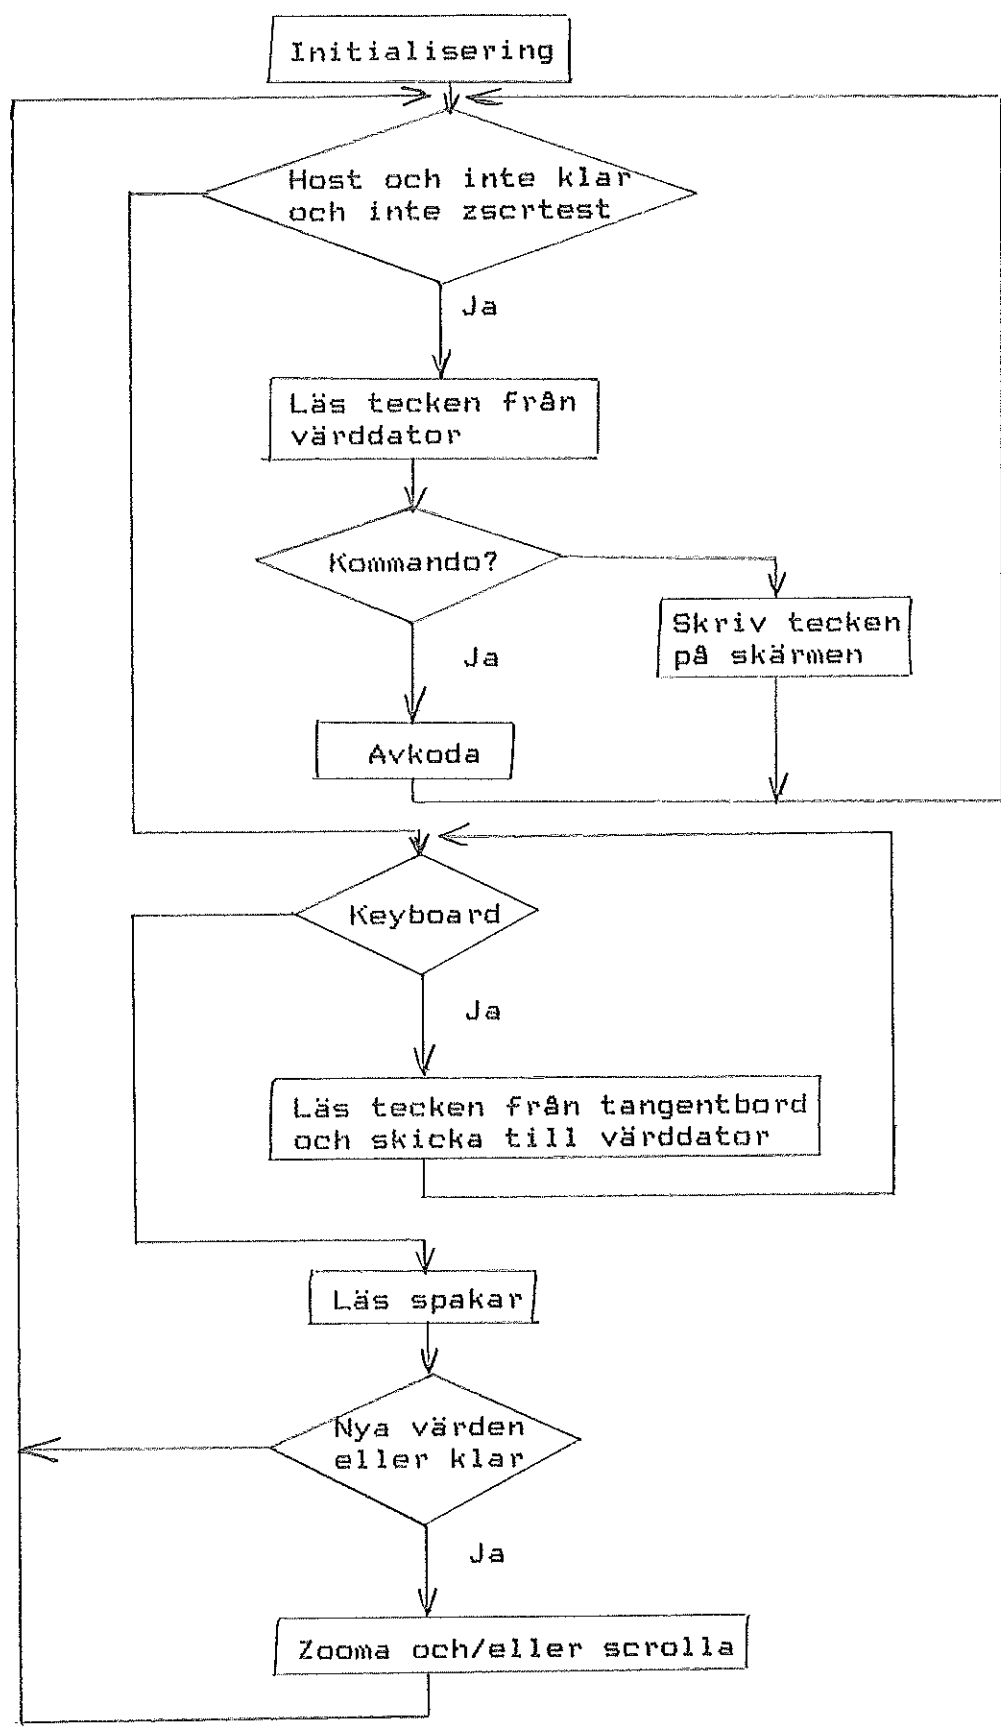 Initialisering
Host och inte klar
och inte zscrtest
Ja
Läs tecken från
värddator
Kommando?
Skriv tecken
på skärmen
Ja
Avkoda
Keyboard
Ja
Läs tecken från tangentbord
och skicka till värddator
Läs spakar
Nya värden
eller klar
Ja
Zooma och/eller scrolla